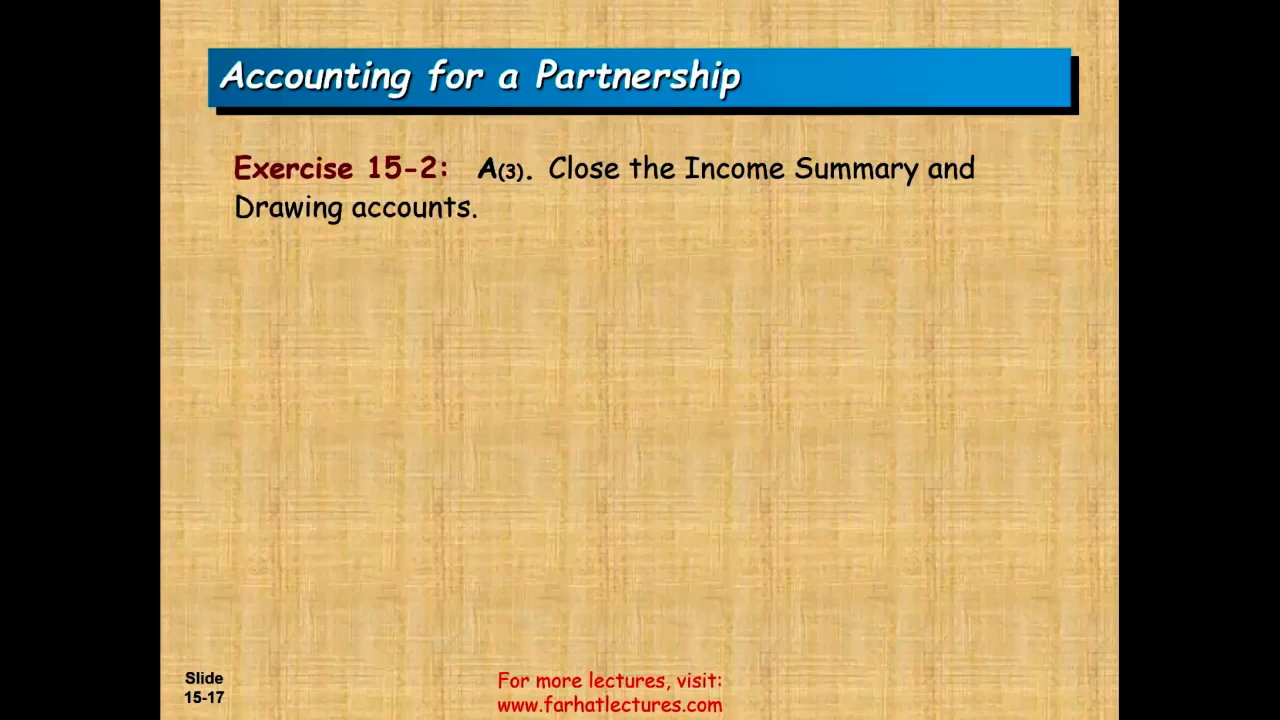 Accounting for a Partnership
Exercise 15-2: A(3). Close the Income Summary and
Drawing accounts.
Slide
15-17
For more lectures, visit:
www.farhatlectures.com